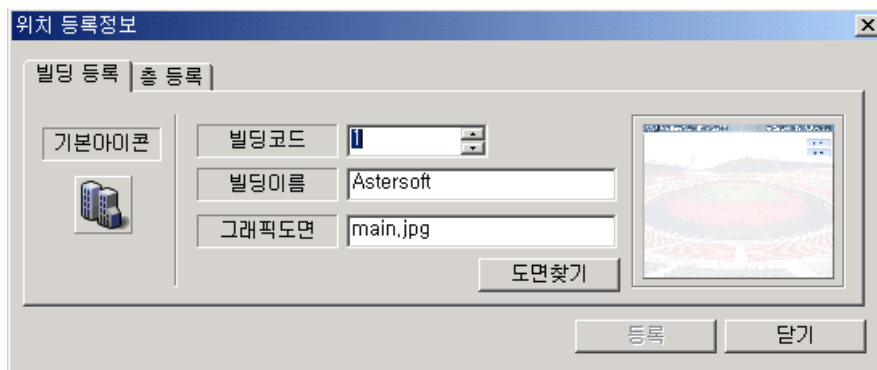 위치 등록정보
빌딩 등록
층 등록
기본아이콘
빌딩코드
1
빌딩이름
Astersoft
그래픽도면
main.jpg
도면찾기
등록
닫기